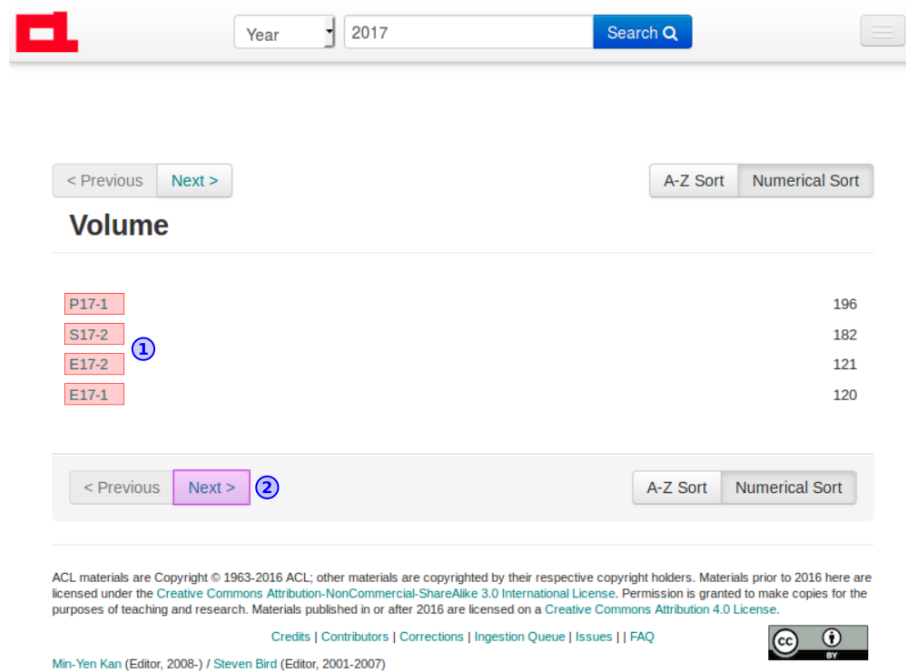 Year 2017 Search
< Previous Next > A-Z Sort Numerical Sort
Volume
P17-1 196
S17-2 182
1
E17-2 121
E17-1 120
< Previous Next > 2 A-Z Sort Numerical Sort
ACL materials are Copyright © 1963-2016 ACL; other materials are copyrighted by their respective copyright holders. Materials prior to 2016 here are
licensed under the Creative Commons Attribution-NonCommercial-ShareAlike 3.0 International License. Permission is granted to make copies for the
purposes of teaching and research. Materials published in or after 2016 are licensed on a Creative Commons Attribution 4.0 License.
Credits | Contributors | Corrections | Ingestion Queue | Issues | | FAQ
cc BY
Min-Yen Kan (Editor, 2008-) / Steven Bird (Editor, 2001-2007)